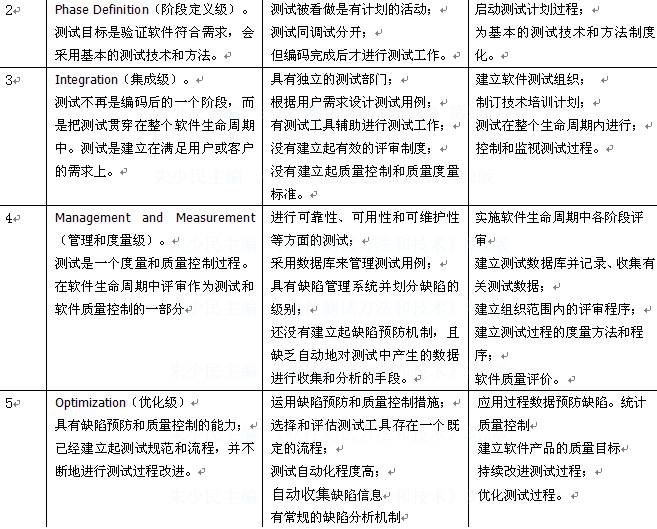 2
Phase Definition（阶段定义级）。
测试目标是验证软件符合需求，会
采用基本的测试技术和方法。
测试被看做是有计划的活动；
测试同调试分开；
但编码完成后才进行测试工作。
启动测试计划过程；
为基本的测试技术和方法制度
化。
3
Integration（集成级）。
测试不再是编码后的一个阶段，而
是把测试贯穿在整个软件生命周期
中。测试是建立在满足用户或客户
的需求上。
具有独立的测试部门；
根据用户需求设计测试用例；
有测试工具辅助进行测试工作；
没有建立起有效的评审制度；
没有建立起质量控制和质量度量
标准。
建立软件测试组织；
制订技术培训计划；
测试在整个生命周期内进行；
控制和监视测试过程。
4
Management and Measurement
（管理和度量级）。
测试是一个度量和质量控制过程。
在软件生命周期中评审作为测试和
软件质量控制的一部分
进行可靠性、可用性和可维护性
等方面的测试；
采用数据库来管理测试用例；
具有缺陷管理系统并划分缺陷的
级别；
还没有建立起缺陷预防机制，且
缺乏自动地对测试中产生的数据
进行收集和分析的手段。
实施软件生命周期中各阶段评
审
建立测试数据库并记录、收集有
关测试数据；
建立组织范围内的评审程序；
建立测试过程的度量方法和程
序；
软件质量评价。
5
Optimization（优化级）
具有缺陷预防和质量控制的能力；
已经建立起测试规范和流程，并不
断地进行测试过程改进。
运用缺陷预防和质量控制措施；
选择和评估测试工具存在一个既
定的流程；
测试自动化程度高；
自动收集缺陷信息
有常规的缺陷分析机制
应用过程数据预防缺陷。统计
质量控制
建立软件产品的质量目标
持续改进测试过程；
优化测试过程。